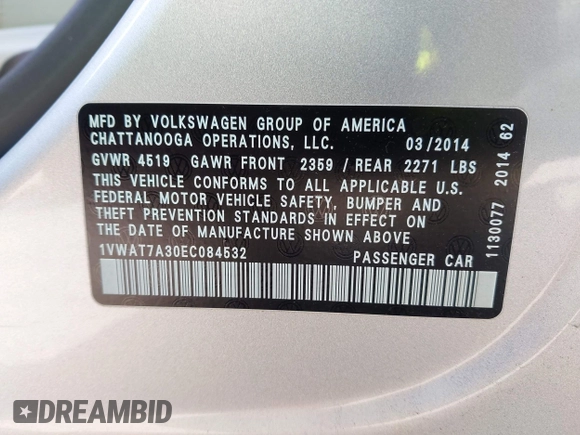 MFD BY VOLKSWAGEN GROUP OF AMERICA
CHATTANOOGA OPERATIONS, LLC. 03/2014
GVWR 4519 GAWR FRONT 2359 / REAR 2271 LBS
THIS VEHICLE CONFORMS TO ALL APPLICABLE U.S.
FEDERAL MOTOR VEHICLE SAFETY, BUMPER AND
THEFT PREVENTION STANDARDS IN EFFECT ON
THE DATE OF MANUFACTURE SHOWN ABOVE
1VWAT7A30EC084532 PASSENGER CAR
1130077 2014 62
DREAMBID